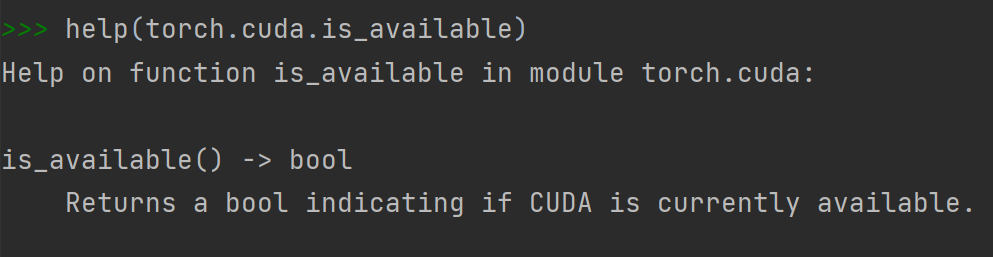 >>> help(torch.cuda.is_available)
Help on function is_available in module torch.cuda:
is_available() -> bool
Returns a bool indicating if CUDA is currently available.